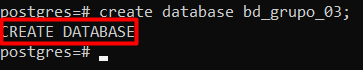 postgres=# create database bd_grupo_03;
CREATE DATABASE
postgres=#